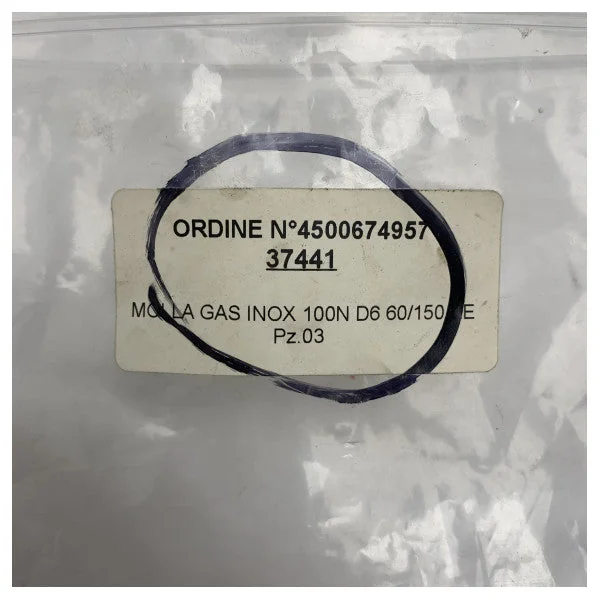 ORDINE N°4500674957
37441
MOLLA GAS INOX 100N D6 60/150
Pz.03